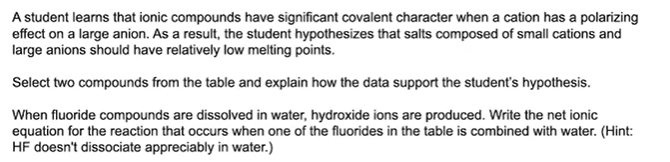 A student learns that ionic compounds have significant covalent character when a cation has a polarizing
effect on a large anion. As a result, the student hypothesizes that salts composed of small cations and
large anions should have relatively low melting points.
Select two compounds from the table and explain how the data support the student's hypothesis.
When fluoride compounds are dissolved in water, hydroxide ions are produced. Write the net ionic
equation for the reaction that occurs when one of the fluorides in the table is combined with water. (Hint:
HF doesn't dissociate appreciably in water.)